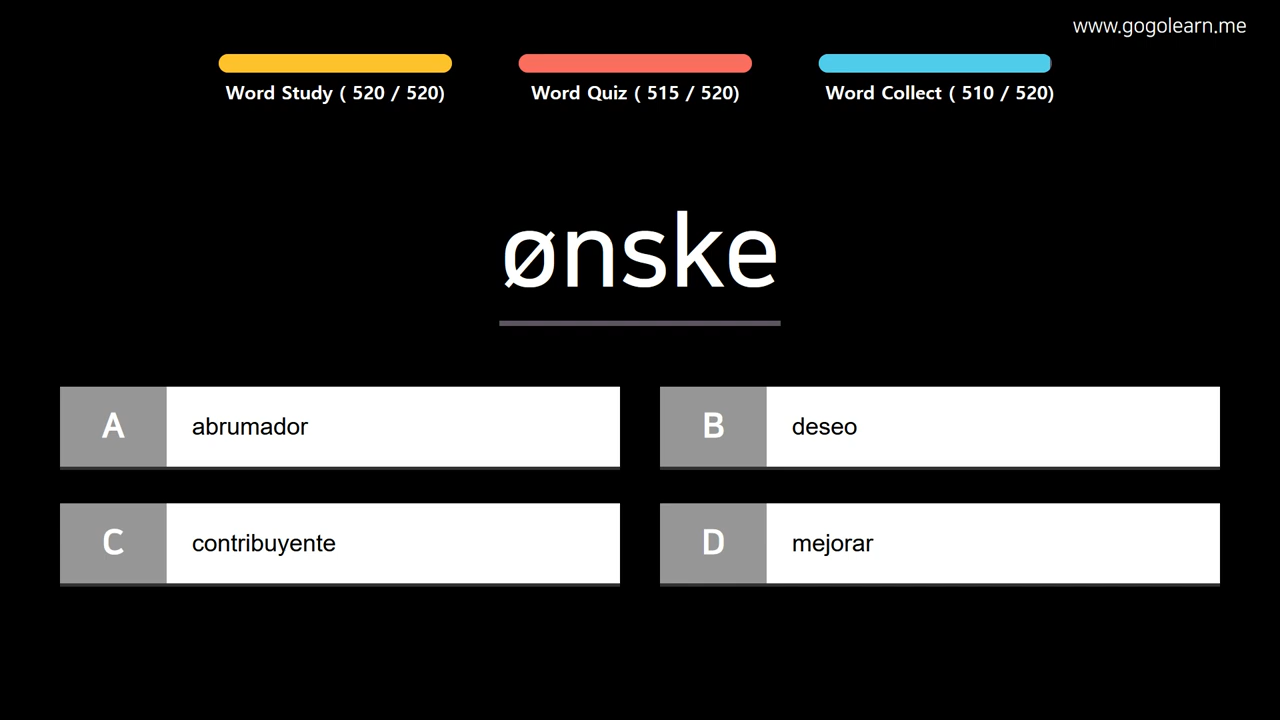 www.gogolearn.me
Word Study ( 520 / 520)
Word Quiz ( 515 / 520)
Word Collect ( 510 / 520)
ønske
A
abrumador
B
deseo
C
contribuyente
D
mejorar